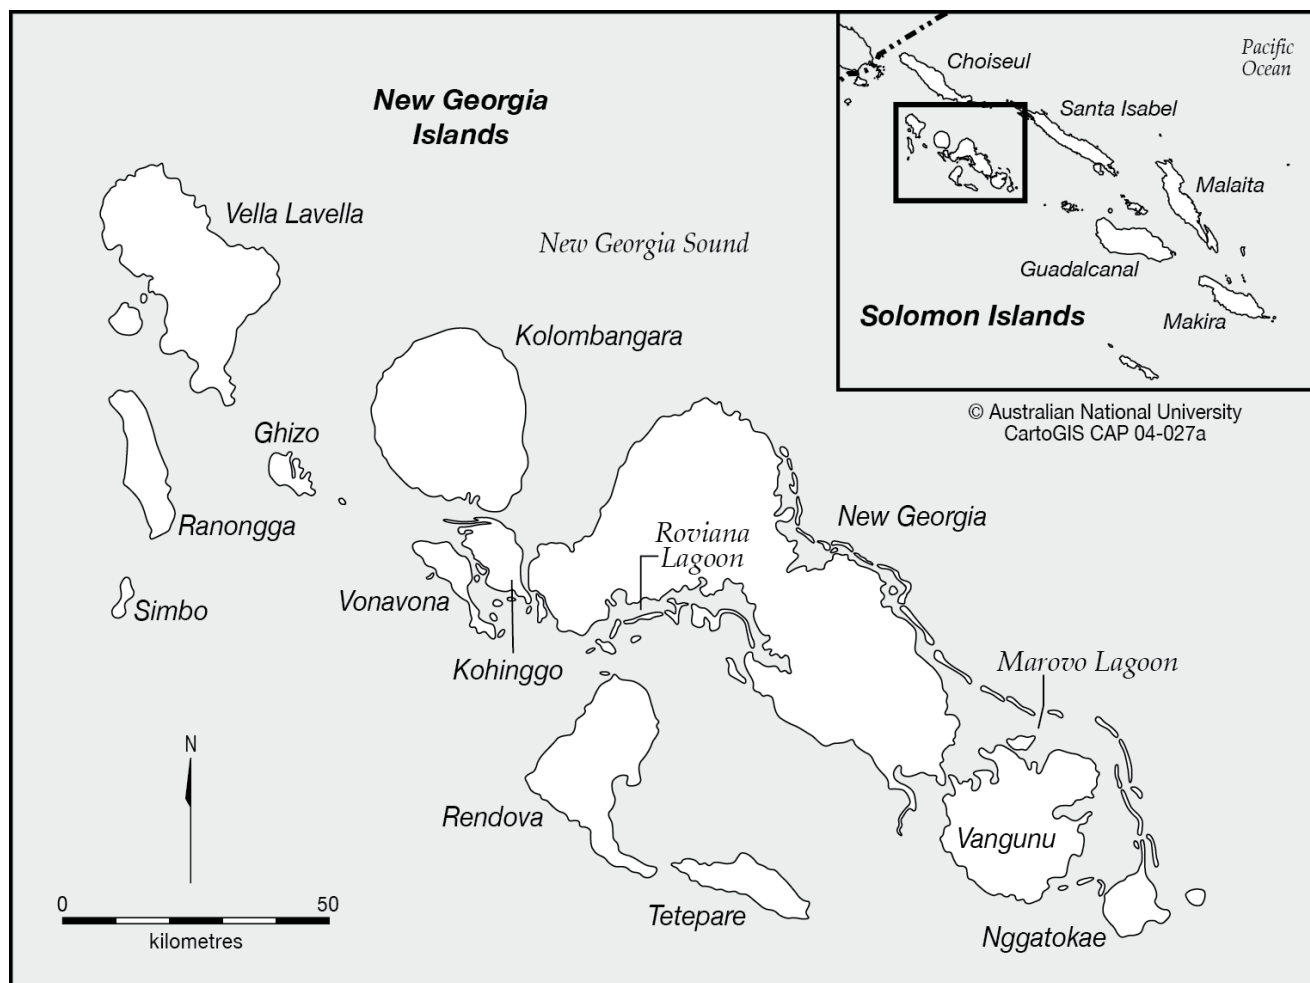 New Georgia
Islands
Vella Lavella
New Georgia Sound
Kolombangara
Ghizo
Ranongga
Simbo
Vonavona
Kohinggo
Roviana
Lagoon
New Georgia
Marovo Lagoon
Rendova
Tetepare
Vangunu
Nggatokae
N
0 50
kilometres
Choiseul
Pacific
Ocean
Santa Isabel
Malaita
Guadalcanal
Makira
Solomon Islands
© Australian National University
CartoGIS CAP 04-027a